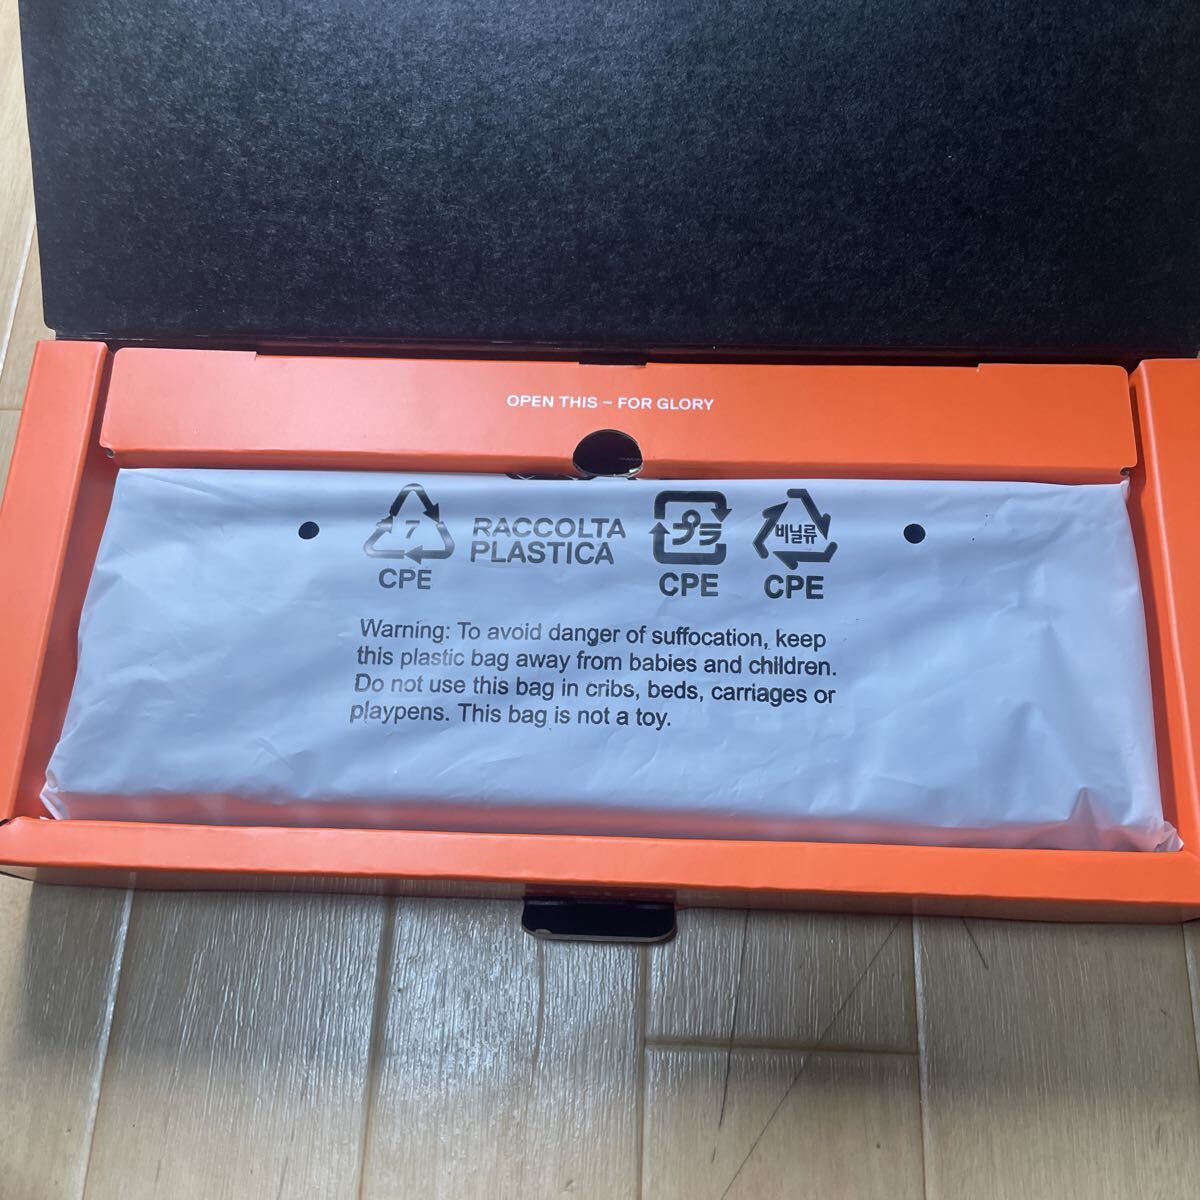 OPEN THIS – FOR GLORY
7
CPE
RACCOLTA
PLASTICA
プラ
CPE
비닐류
CPE
Warning: To avoid danger of suffocation, keep
this plastic bag away from babies and children.
Do not use this bag in cribs, beds, carriages or
playpens. This bag is not a toy.